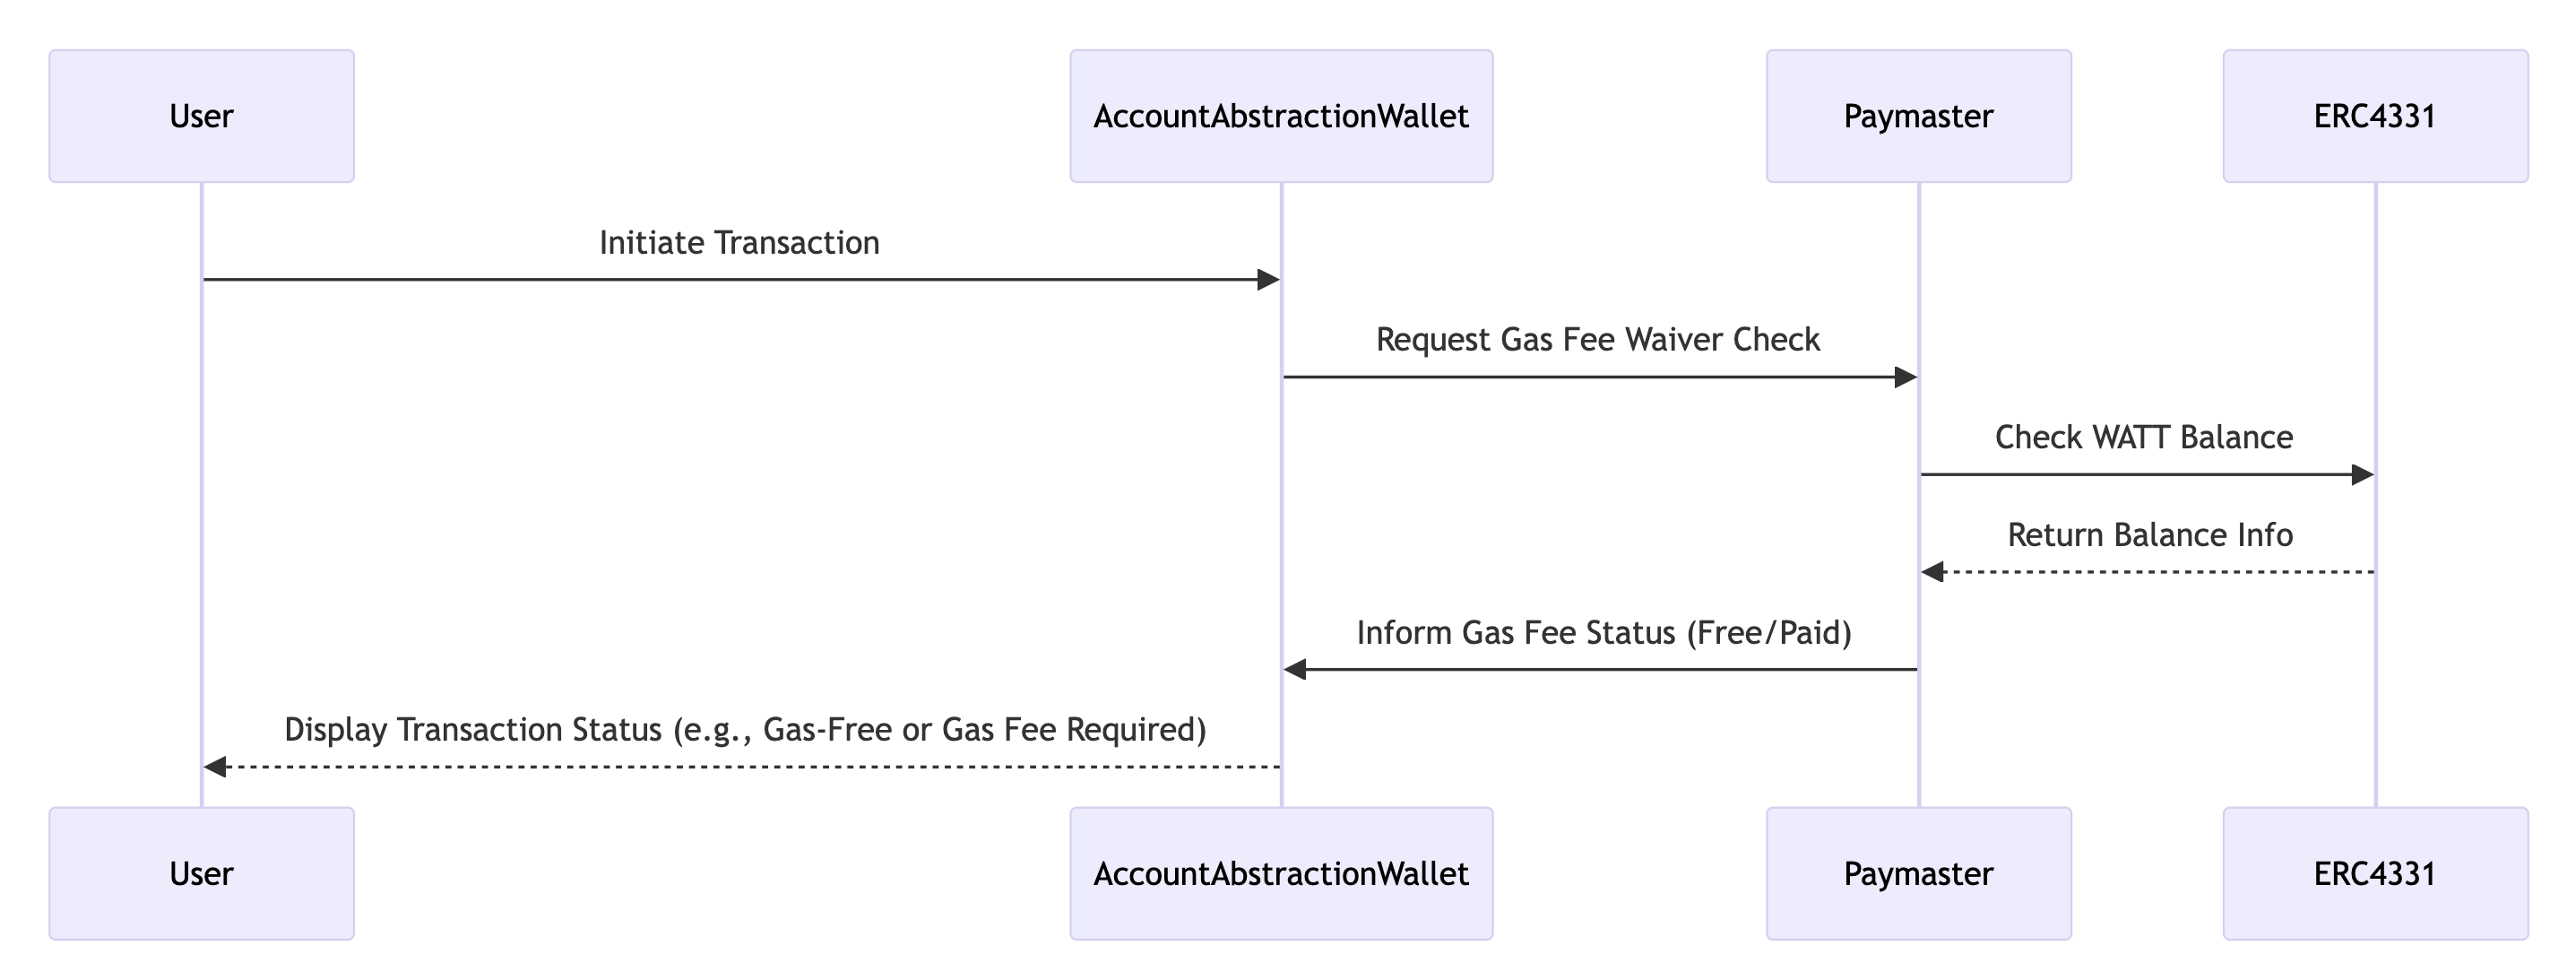 User
AccountAbstractionWallet
Paymaster
ERC4331
Initiate Transaction
Request Gas Fee Waiver Check
Check WATT Balance
Return Balance Info
Inform Gas Fee Status (Free/Paid)
Display Transaction Status (e.g., Gas-Free or Gas Fee Required)
User
AccountAbstractionWallet
Paymaster
ERC4331